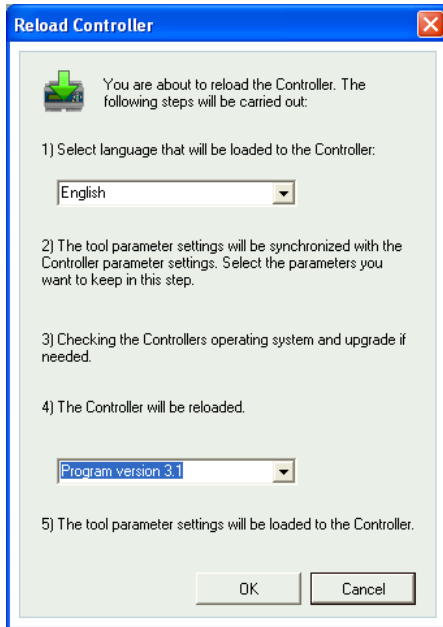 Reload Controller
You are about to reload the Controller. The
following steps will be carried out:
1) Select language that will be loaded to the Controller:
English
2) The tool parameter settings will be synchronized with the
Controller parameter settings. Select the parameters you
want to keep in this step.
3) Checking the Controllers operating system and upgrade if
needed.
4) The Controller will be reloaded.
Program version 3.1
5) The tool parameter settings will be loaded to the Controller.
OK
Cancel